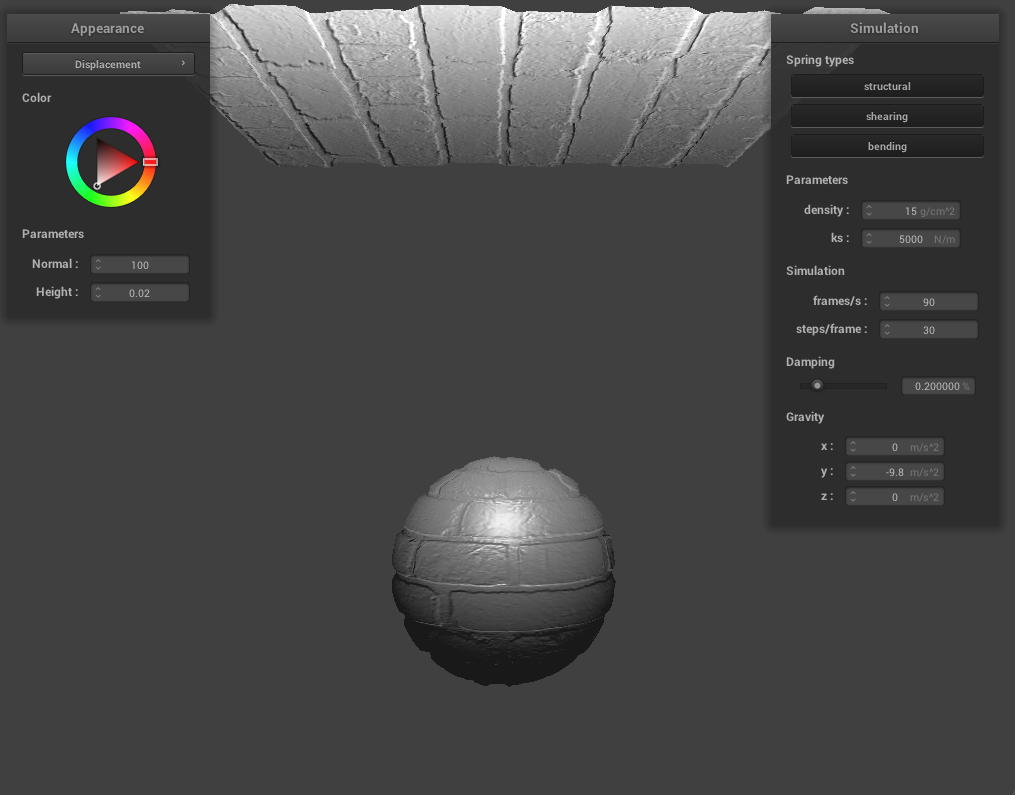 Appearance
Displacement ›
Color
Parameters
Normal : 100
Height : 0.02
Simulation
Spring types
structural
shearing
bending
Parameters
density : 15 g/cm^2
ks : 5000 N/m
Simulation
frames/s : 90
steps/frame : 30
Damping
0.200000 %
Gravity
x : 0 m/s^2
y : -9.8 m/s^2
z : 0 m/s^2